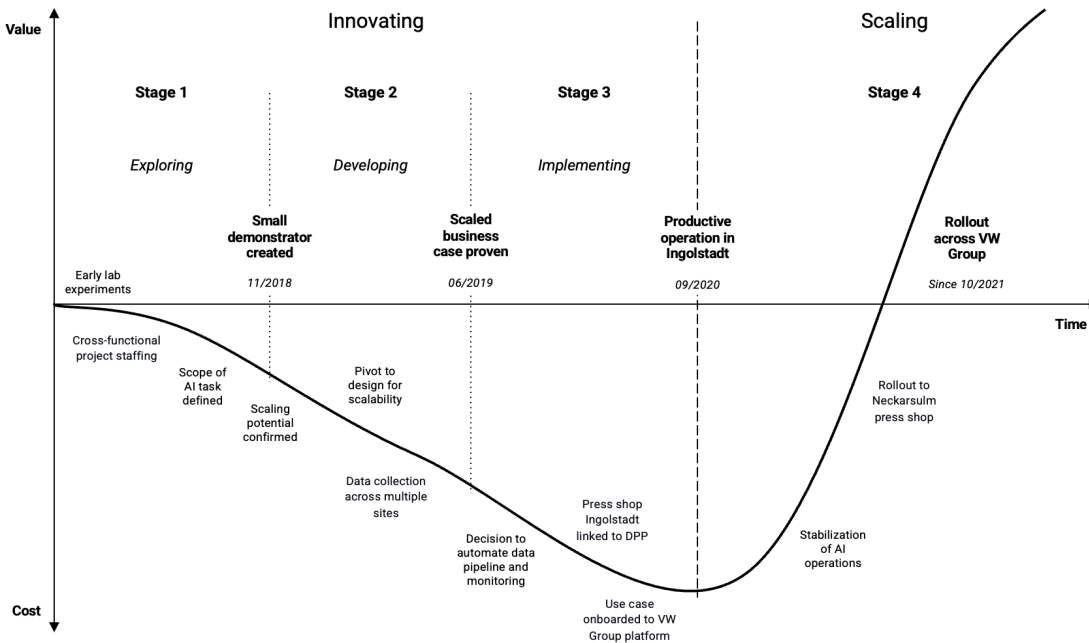 Value
Innovating
Scaling
Stage 1
Stage 2
Stage 3
Stage 4
Exploring
Developing
Implementing
Small
demonstrator
created
11/2018
Scaled
business
case proven
06/2019
Productive
operation in
Ingolstadt
09/2020
Rollout
across VW
Group
Since 10/2021
Early lab
experiments
Time
Cross-functional
project staffing
Scope of
AI task
defined
Scaling
potential
confirmed
Pivot to
design for
scalability
Data collection
across multiple
sites
Decision to
automate data
pipeline and
monitoring
Press shop
Ingolstadt
linked to DPP
Use case
onboarded to VW
Group platform
Stabilization
of AI
operations
Rollout to
Neckarsulm
press shop
Cost